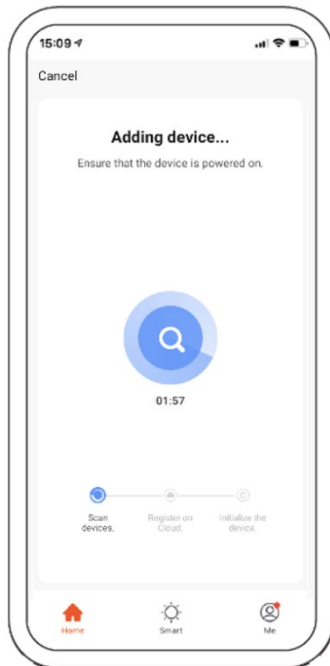 15:09
Cancel
Adding device...
Ensure that the device is powered on.
01:57
Scan devices.
Register on Cloud.
Initialize the device.
Home
Smart
Me